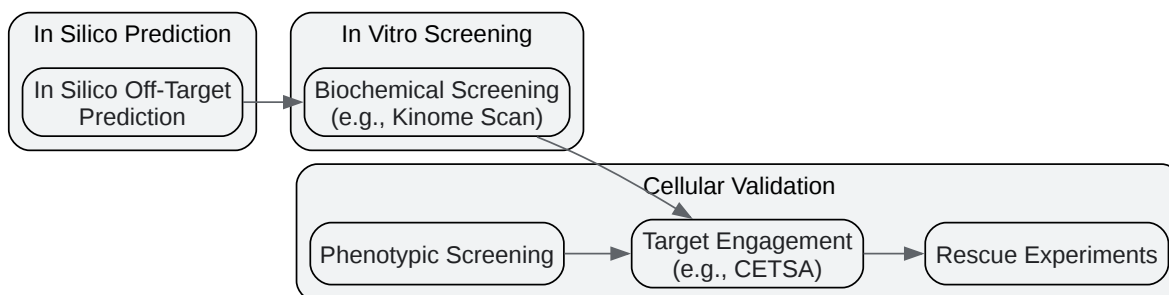 In Silico Prediction
In Silico Off-Target
Prediction
In Vitro Screening
Biochemical Screening
(e.g., Kinome Scan)
Cellular Validation
Phenotypic Screening
Target Engagement
(e.g., CETSA)
Rescue Experiments